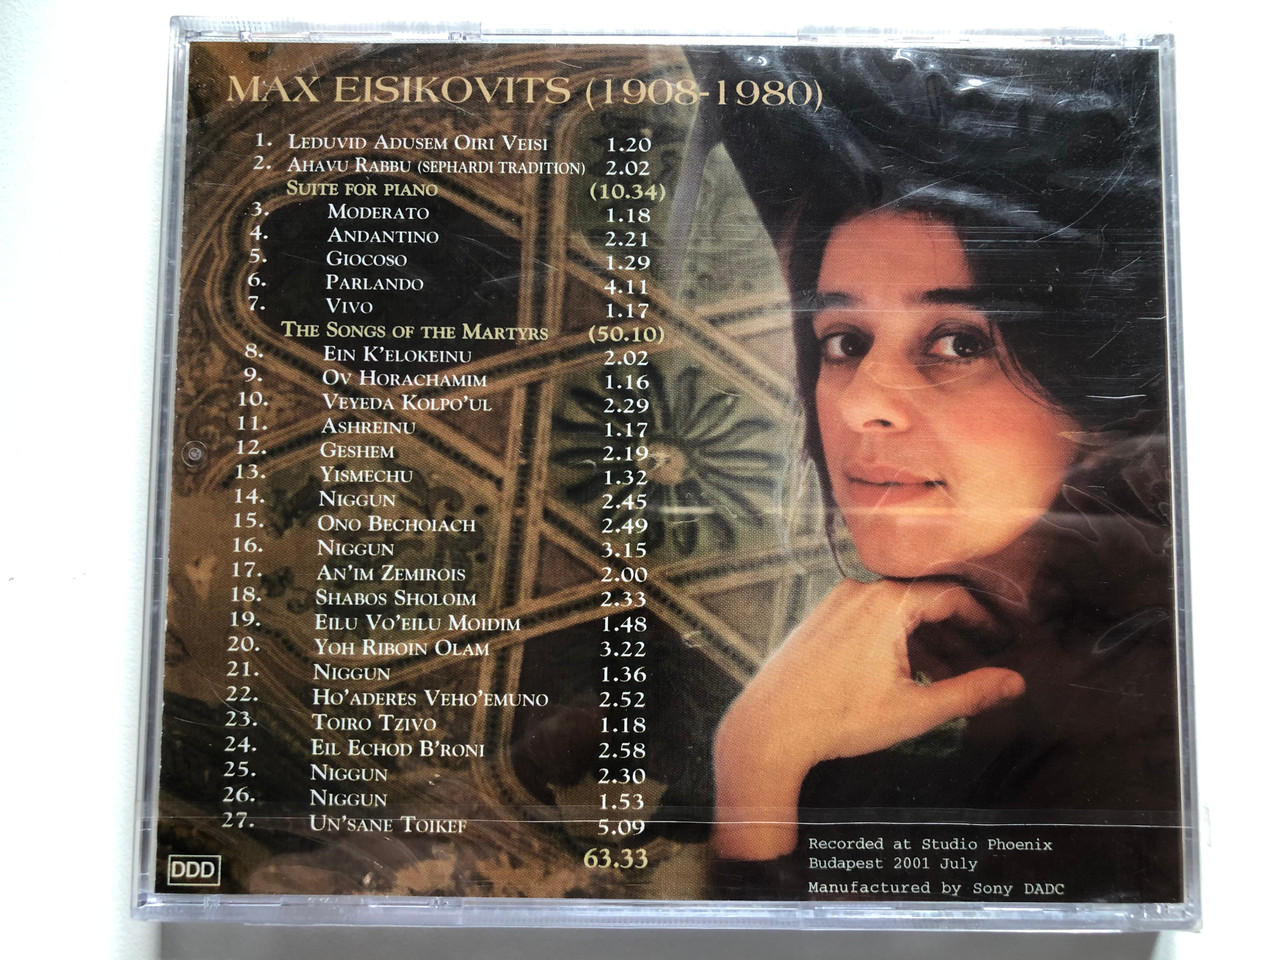 MAX EISIKOVITS (1908-1980)
1. LEDUVID ADUSEM OIRI VEISI 1.20
2. AHAVU RABBU (SEPHARDI TRADITION) 2.02
SUITE FOR PIANO (10.34)
3. MODERATO 1.18
4. ANDANTINO 2.21
5. GIOCOSO 1.29
6. PARLANDO 4.11
7. VIVO 1.17
THE SONGS OF THE MARTYRS (50.10)
8. EIN K'ELOKEINU 2.02
9. OV HORACHAMIM 1.16
10. VEYEDA KOLPO'UL 2.29
11. ASHREINU 1.17
12. GESHEM 2.19
13. YISMECHU 1.32
14. NIGGUN 2.45
15. ONO BECHOIACH 2.49
16. NIGGUN 3.15
17. AN'IM ZEMIROIS 2.00
18. SHABOS SHOLOIM 2.33
19. EILU VO'EILU MOIDIM 1.48
20. YOH RIBOIN OLAM 3.22
21. NIGGUN 1.36
22. HO'ADERES VEHO'EMUNO 2.52
23. TOIRO TZIVO 1.18
24. EIL ECHOD B'RONI 2.58
25. NIGGUN 2.30
26. NIGGUN 1.53
27. UN'SANE TOIKEF 5.09
63.33
DDD
Recorded at Studio Phoenix
Budapest 2001 July
Manufactured by Sony DADC